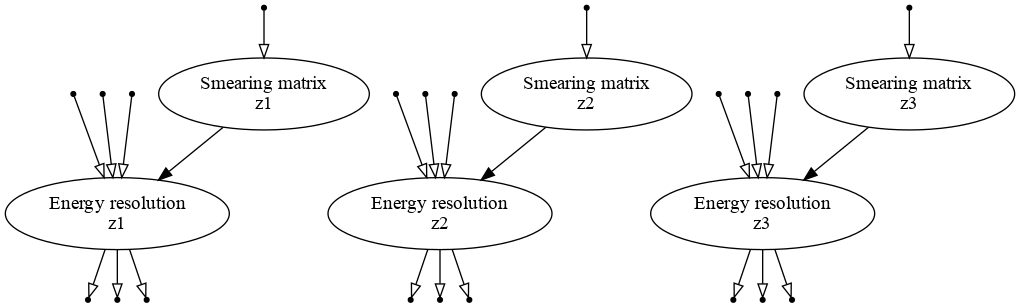 Smearing matrix
z1
Smearing matrix
z2
Smearing matrix
z3
Energy resolution
z1
Energy resolution
z2
Energy resolution
z3